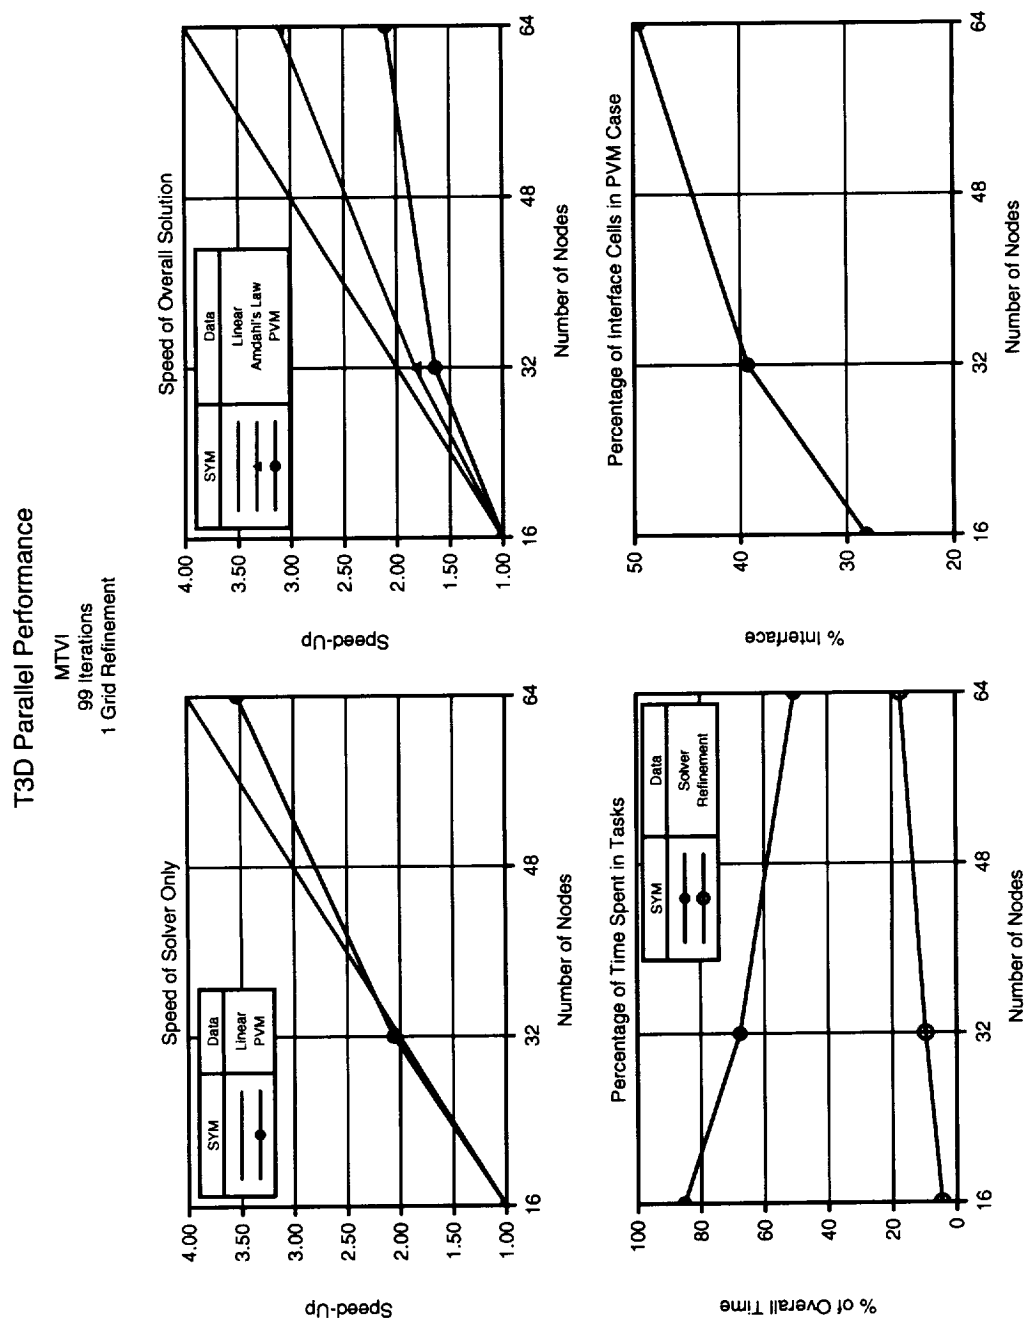 T3D Parallel Performance
MTVI
99 Iterations
1 Grid Refinement
Speed of Solver Only
SYM
Data
Linear
PVM
4.00
3.50
3.00
2.50
2.00
1.50
1.00
Speed-Up
16
32
48
64
Number of Nodes
Speed of Overall Solution
SYM
Data
Linear
Amdahl's Law
PVM
4.00
3.50
3.00
2.50
2.00
1.50
1.00
Speed-Up
16
32
48
64
Number of Nodes
Percentage of Time Spent in Tasks
SYM
Data
Solver
Refinement
100
80
60
40
20
0
% of Overall Time
16
32
48
64
Number of Nodes
Percentage of Interface Cells in PVM Case
50
40
30
20
% Interface
16
32
48
64
Number of Nodes